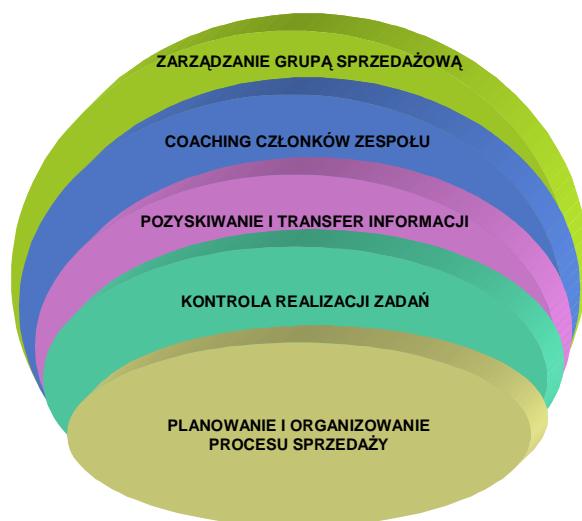 ZARZĄDZANIE GRUPĄ SPRZEDAŻOWĄ
COACHING CZŁONKÓW ZESPOŁU
POZYSKIWANIE I TRANSFER INFORMACJI
KONTROLA REALIZACJI ZADAŃ
PLANOWANIE I ORGANIZOWANIE
PROCESU SPRZEDAŻY